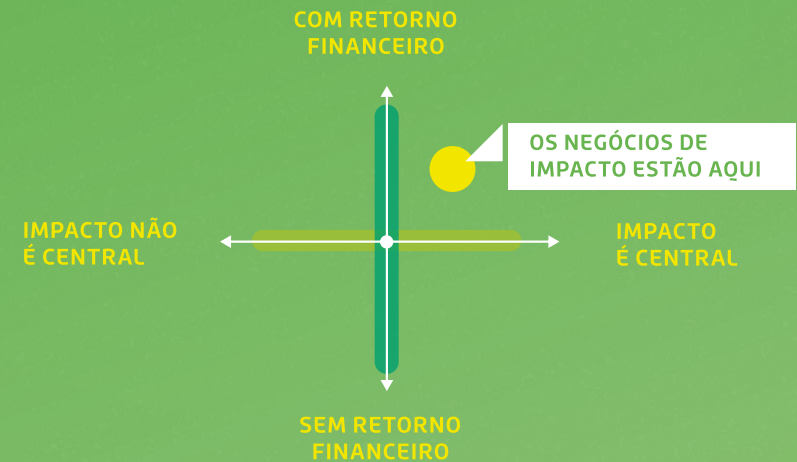 COM RETORNO
FINANCEIRO
OS NEGÓCIOS DE
IMPACTO ESTÃO AQUI
IMPACTO NÃO
É CENTRAL
IMPACTO
É CENTRAL
SEM RETORNO
FINANCEIRO